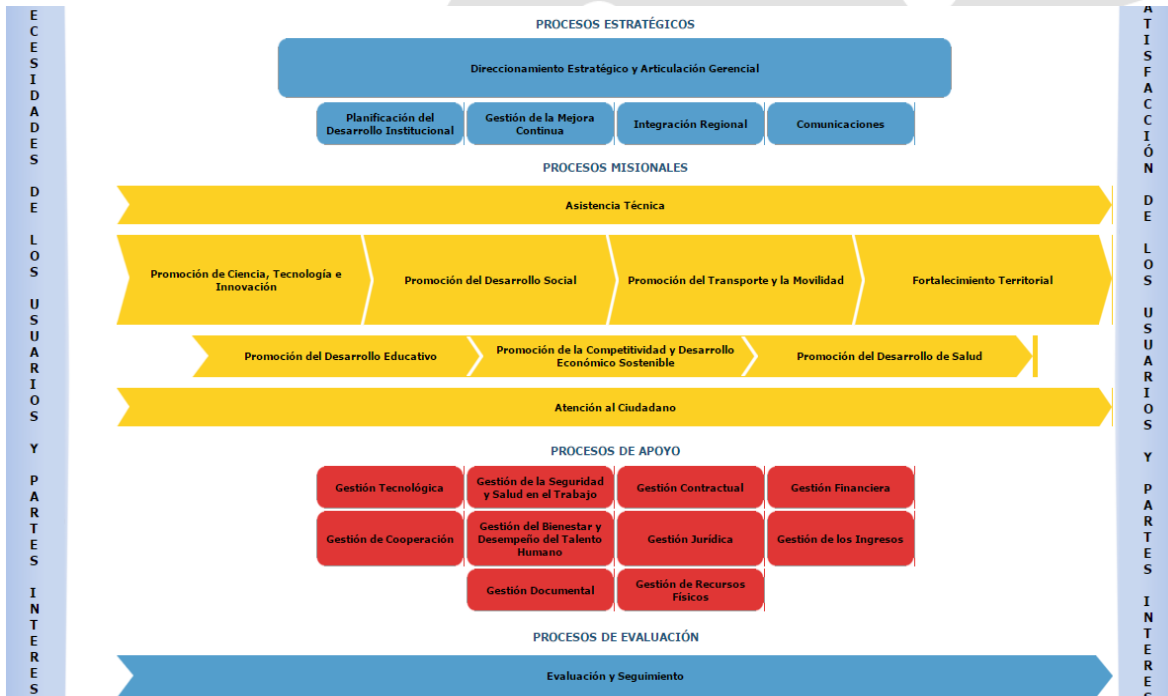 PROCESOS ESTRATÉGICOS
Direccionamiento Estratégico y Articulación Gerencial
Planificación del
Desarrollo Institucional
Gestión de la Mejora
Continua
Integración Regional
Comunicaciones
PROCESOS MISIONALES
Asistencia Técnica
Promoción de Ciencia, Tecnología e
Innovación
Promoción del Desarrollo Social
Promoción del Transporte y la Movilidad
Fortalecimiento Territorial
Promoción del Desarrollo Educativo
Promoción de la Competividad y Desarrollo
Económico Sostenible
Promoción del Desarrollo de Salud
Atención al Ciudadano
PROCESOS DE APOYO
Gestión Tecnológica
Gestión de la Seguridad
y Salud en el Trabajo
Gestión Contractual
Gestión Financiera
Gestión de Cooperación
Gestión del Bienestar y
Desempeño del Talento
Humano
Gestión Jurídica
Gestión de los Ingresos
Gestión Documental
Gestión de Recursos
Físicos
PROCESOS DE EVALUACIÓN
Evaluación y Seguimiento
ECESIDADES DE LOS USUARIOS Y PARTES INTERES
ATISFACCIÓN DE LOS USUARIOS Y PARTES INTERES